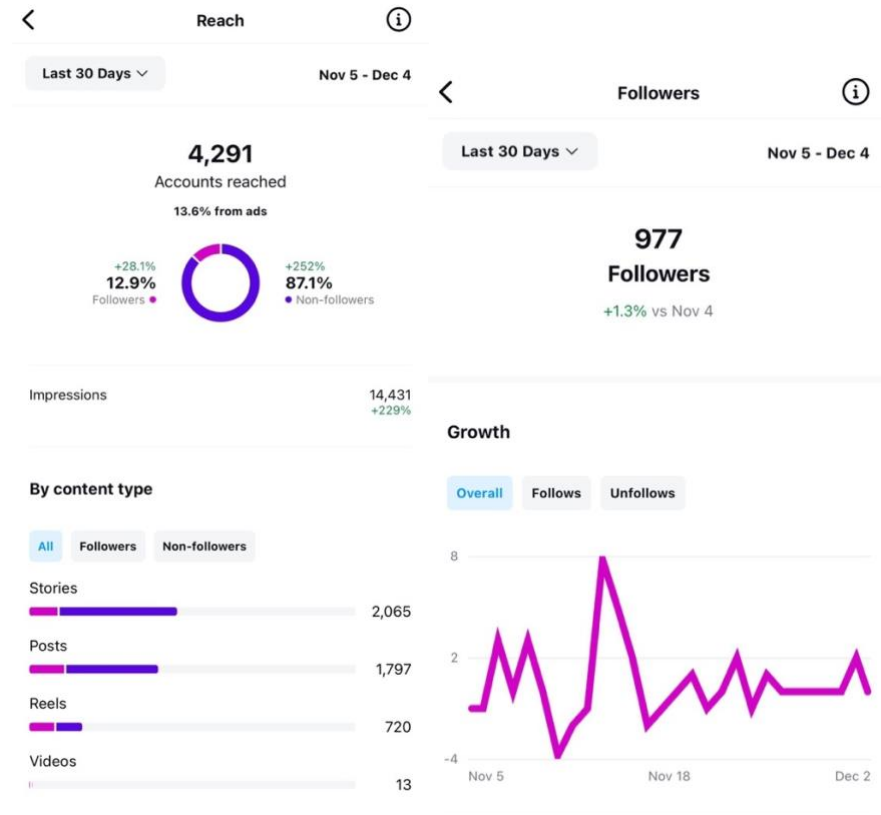 Reach
Last 30 Days
Nov 5 - Dec 4
4,291
Accounts reached
13.6% from ads
+28.1%
12.9%
Followers
+252%
87.1%
Non-followers
Impressions
14,431
+229%
By content type
All
Followers
Non-followers
Stories
2,065
Posts
1,797
Reels
720
Videos
13
Followers
Last 30 Days
Nov 5 - Dec 4
977
Followers
+1.3% vs Nov 4
Growth
Overall
Follows
Unfollows
8
2
-4
Nov 5
Nov 18
Dec 2